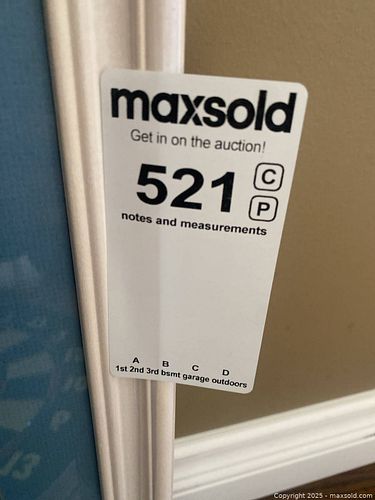 maxsold
Get in on the auction!
521
C
P
notes and measurements
A B C D
1st 2nd 3rd bsmt garage outdoors
J3
Copyright © 2025 - maxsold.com